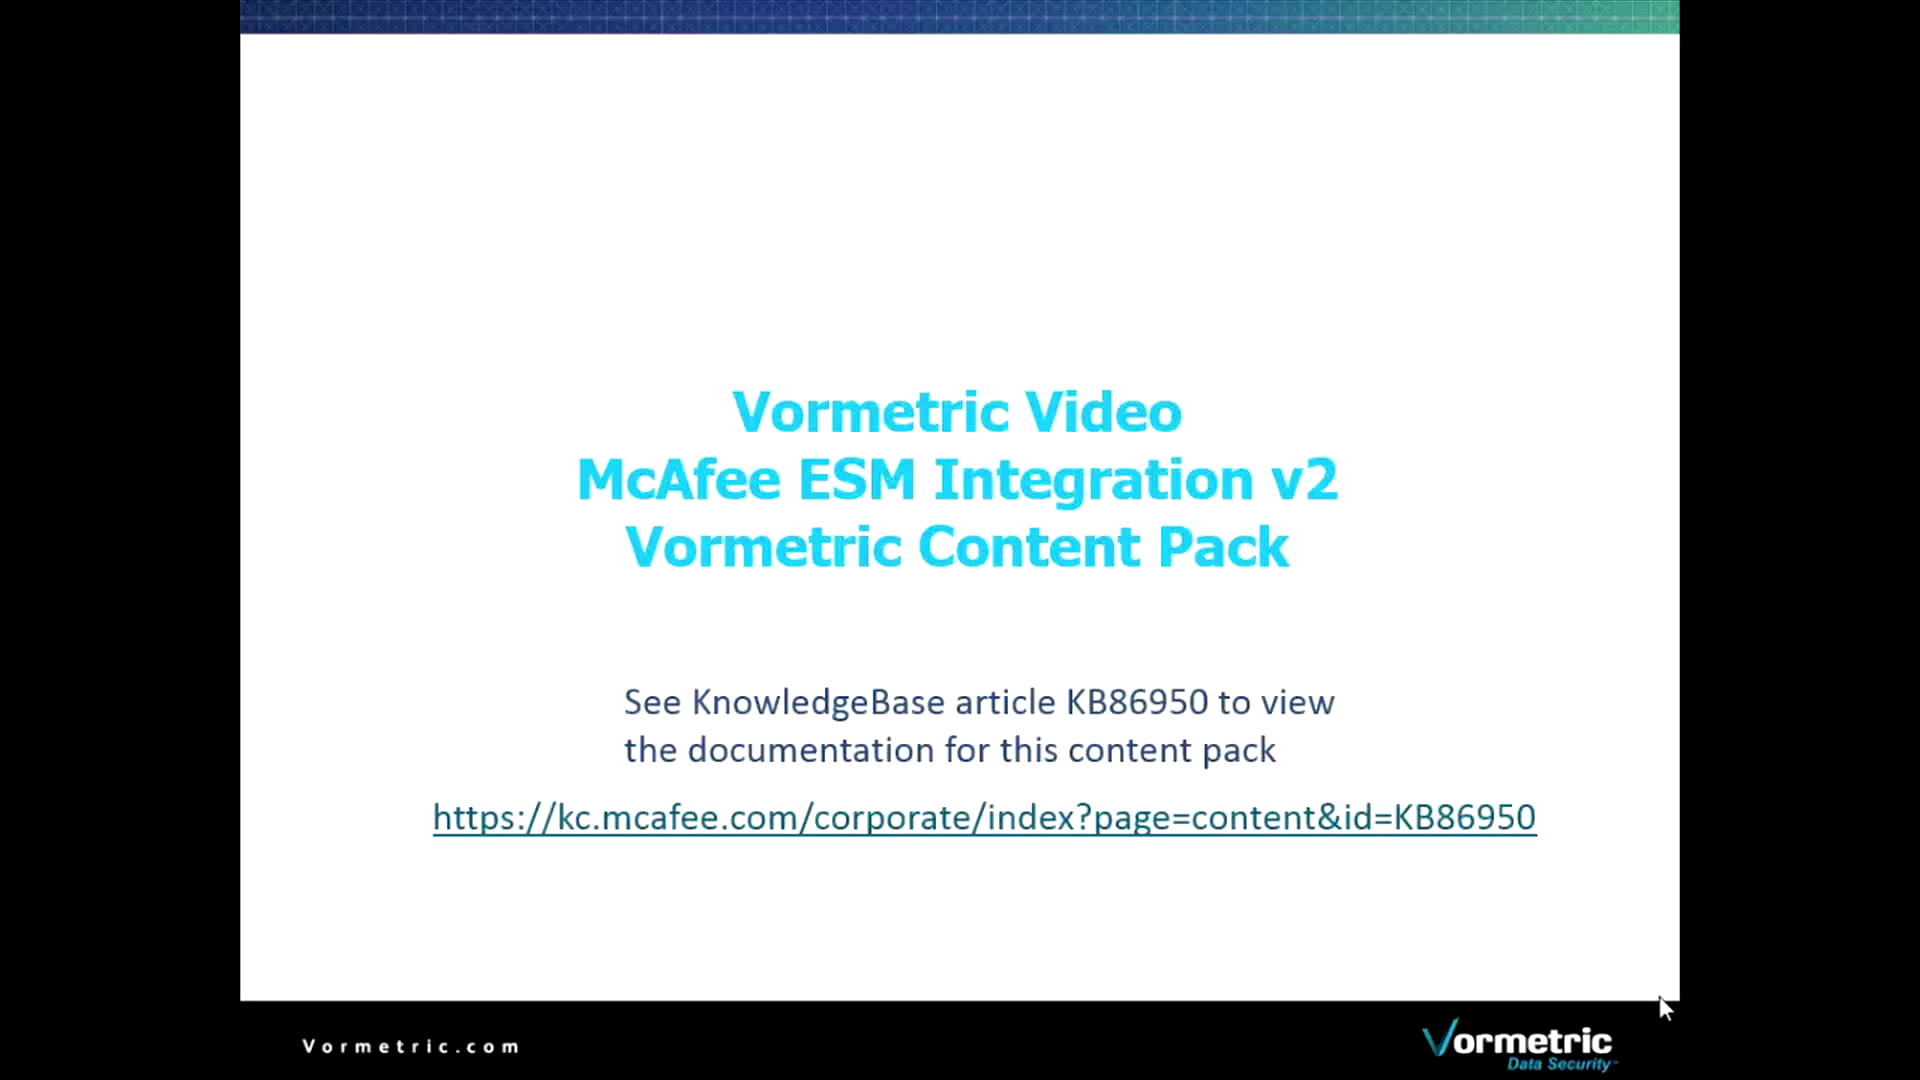 Vormetric Video
McAfee ESM Integration v2
Vormetric Content Pack
See KnowledgeBase article KB86950 to view
the documentation for this content pack
https://kc.mcafee.com/corporate/index?page=content&id=KB86950
Vormetric.com
Vormetric
Data Security™